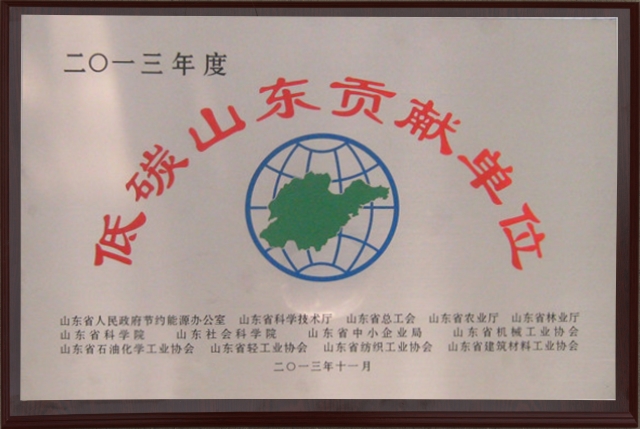 二〇一三年度
低碳山东贡献单位
山东省人民政府节约能源办公室 山东省科学技术厅 山东省总工会 山东省农业厅 山东省林业厅
山东省科学院 山东社会科学院 山东省中小企业局 山东省机械工业协会
山东省石油化学工业协会 山东省轻工业协会 山东省纺织工业协会 山东省建筑材料工业协会
二〇一三年十一月